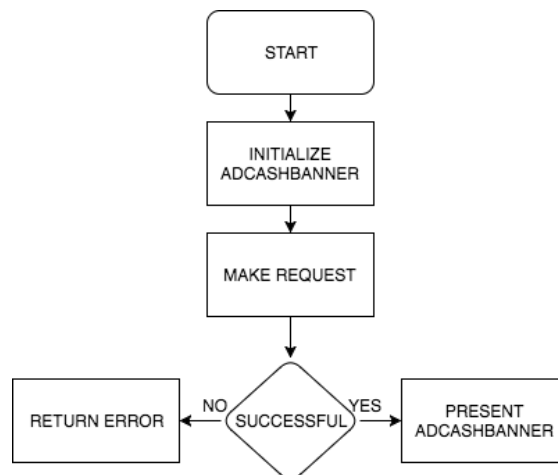 START
INITIALIZE
ADCASHBANNER
MAKE REQUEST
NO
YES
RETURN ERROR
SUCCESSFUL
PRESENT
ADCASHBANNER